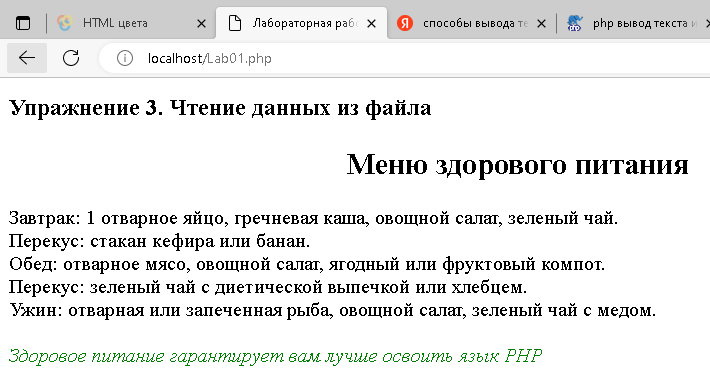 HTML цвета
Лабораторная раб
способы вывода те
php вывод текста и
localhost/Lab01.php
Упражнение 3. Чтение данных из файла
Меню здорового питания
Завтрак: 1 отварное яйцо, гречневая каша, овощной салат, зеленый чай.
Перекус: стакан кефира или банан.
Обед: отварное мясо, овощной салат, ягодный или фруктовый компот.
Перекус: зеленый чай с диетической выпечкой или хлебцем.
Ужин: отварная или запеченная рыба, овощной салат, зеленый чай с медом.
Здоровое питание гарантирует вам лучше освоить язык PHP